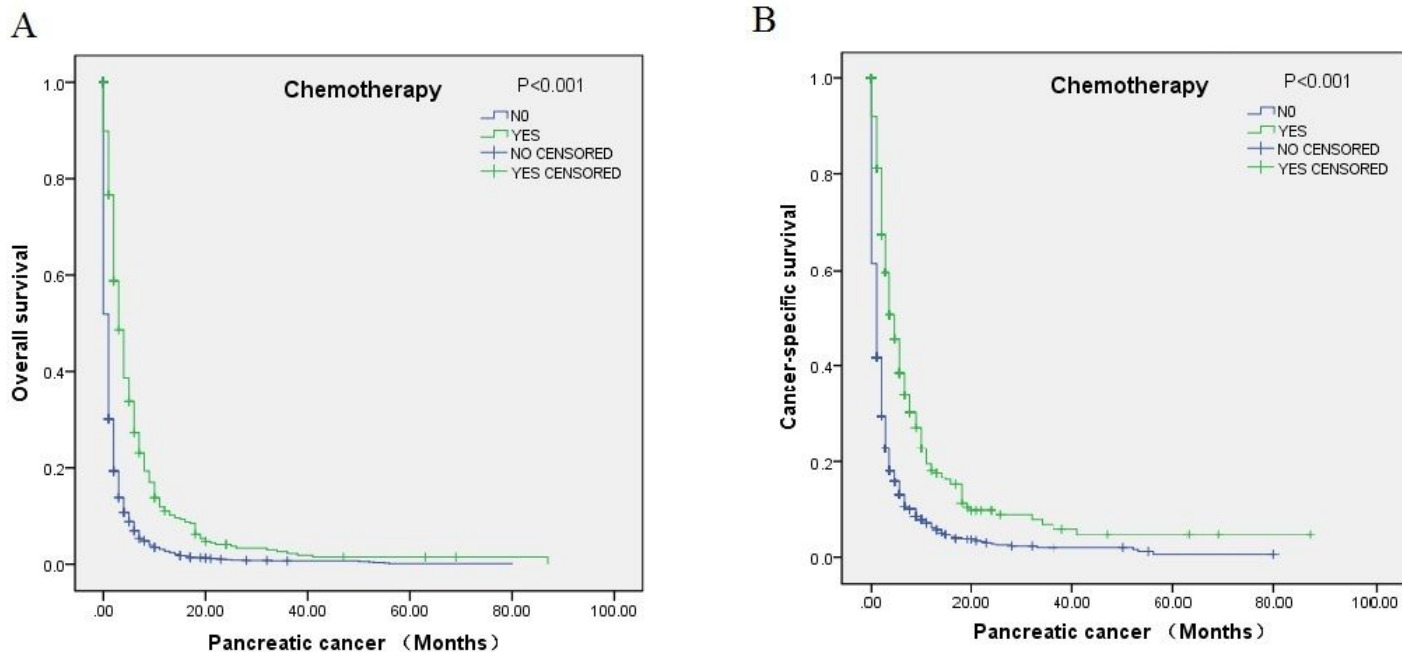 A
Chemotherapy
P<0.001
N0
YES
NO CENSORED
YES CENSORED
Overall survival
1.0
0.8
0.6
0.4
0.2
0.0
.00 20.00 40.00 60.00 80.00 100.00
Pancreatic cancer （Months）
B
Chemotherapy
P<0.001
N0
YES
NO CENSORED
YES CENSORED
Cancer-specific survival
1.0
0.8
0.6
0.4
0.2
0.0
.00 20.00 40.00 60.00 80.00 100.00
Pancreatic cancer （Months）